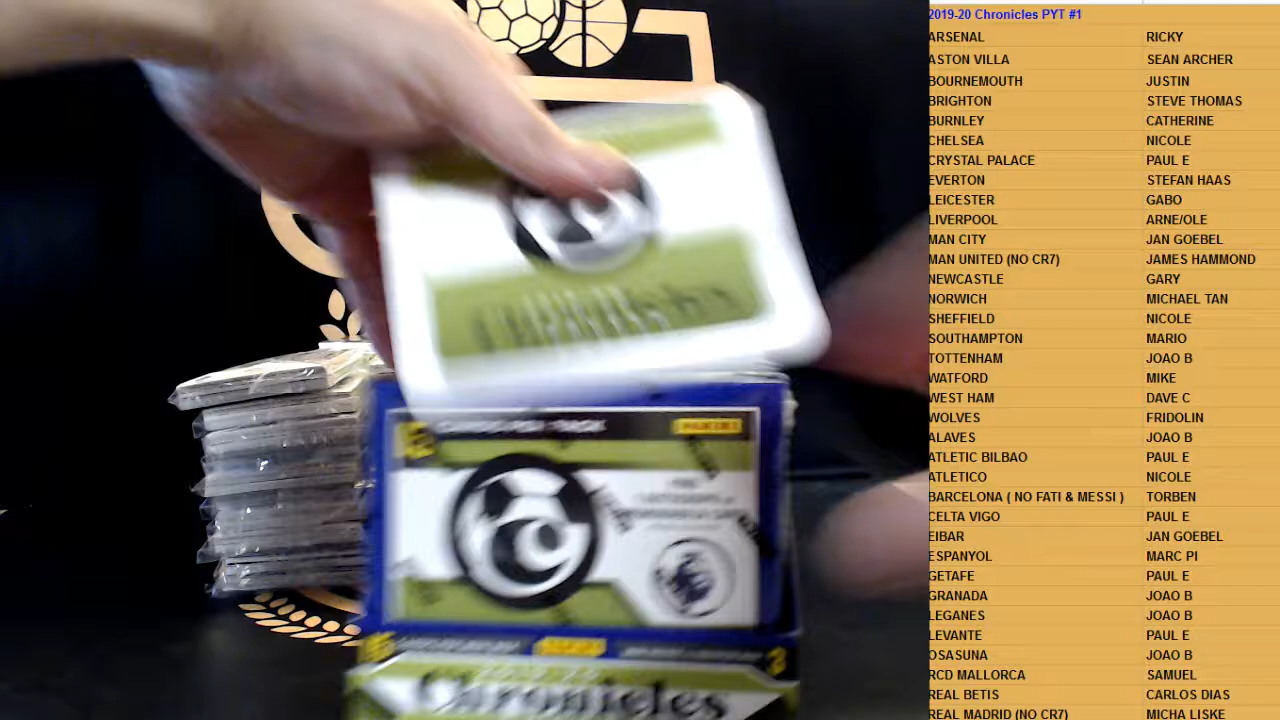 2019-20 Chronicles PYT #1
ARSENAL RICKY
ASTON VILLA SEAN ARCHER
BOURNEMOUTH JUSTIN
BRIGHTON STEVE THOMAS
BURNLEY CATHERINE
CHELSEA NICOLE
CRYSTAL PALACE PAUL E
EVERTON STEFAN HAAS
LEICESTER GABO
LIVERPOOL ARNE/OLE
MAN CITY JAN GOEBEL
MAN UNITED (NO CR7) JAMES HAMMOND
NEWCASTLE GARY
NORWICH MICHAEL TAN
SHEFFIELD NICOLE
SOUTHAMPTON MARIO
TOTTENHAM JOAO B
WATFORD MIKE
WEST HAM DAVE C
WOLVES FRIDOLIN
ALAVES JOAO B
ATLETIC BILBAO PAUL E
ATLETICO NICOLE
BARCELONA ( NO FATI & MESSI ) TORBEN
CELTA VIGO PAUL E
EIBAR JAN GOEBEL
ESPANYOL MARC PI
GETAFE PAUL E
GRANADA JOAO B
LEGANES JOAO B
LEVANTE PAUL E
OSASUNA JOAO B
RCD MALLORCA SAMUEL
REAL BETIS CARLOS DIAS
REAL MADRID (NO CR7) MICHA LISKE
PANINI
Chronicles